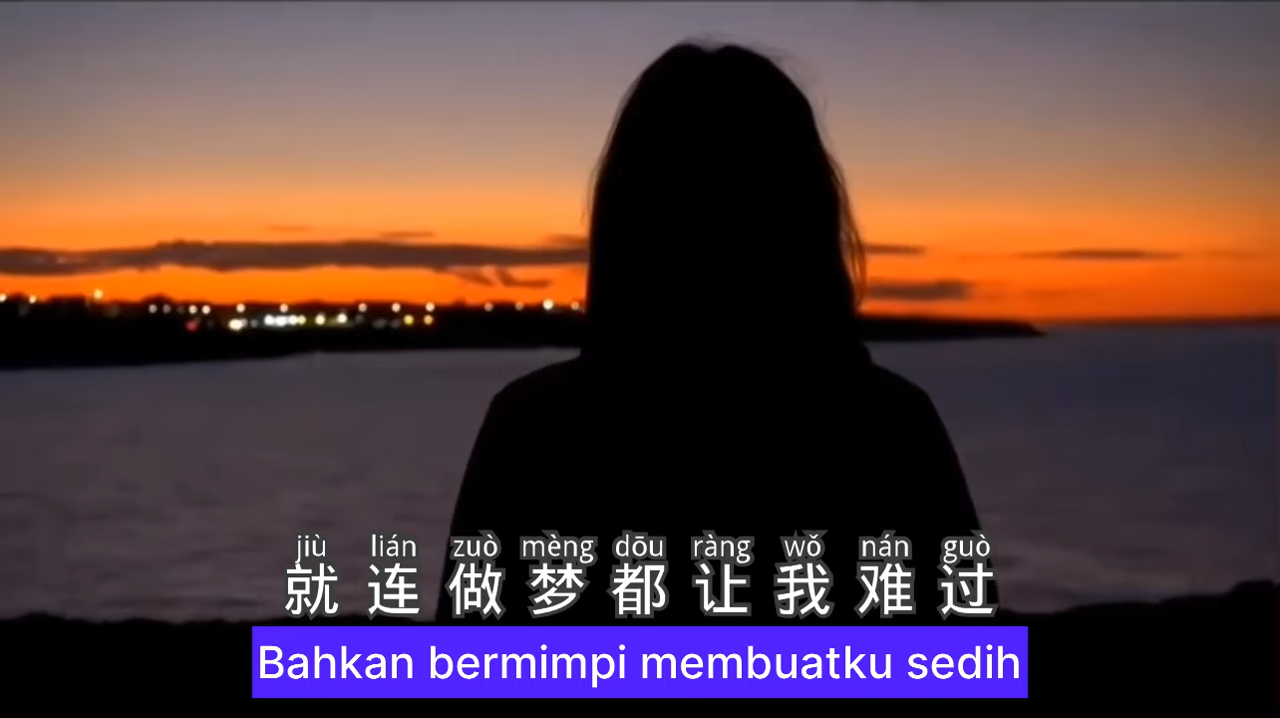 jiù lián zuò mèng dōu ràng wǒ nán guò
就连做梦都让我难过
Bahkan bermimpi membuatku sedih